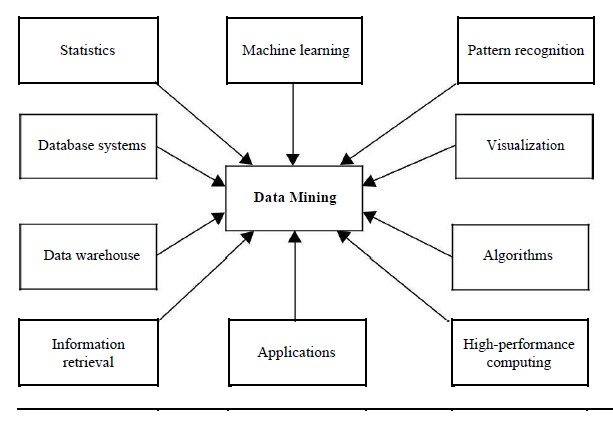 Statistics
Machine learning
Pattern recognition
Database systems
Visualization
Data Mining
Data warehouse
Algorithms
Information
retrieval
Applications
High-performance
computing